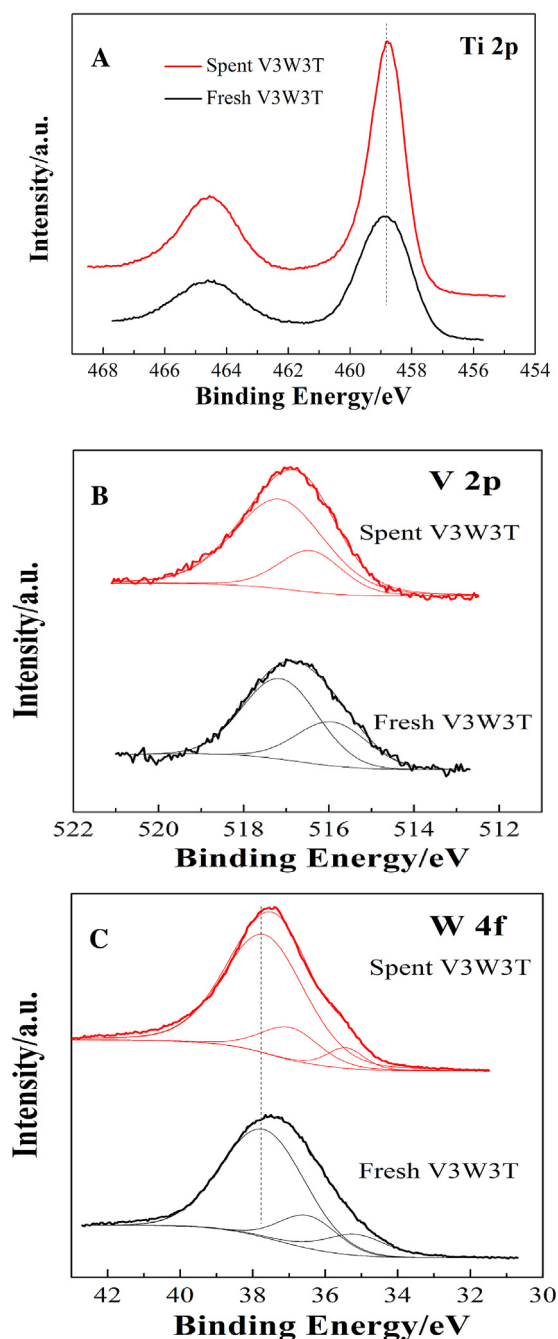 A
Ti 2p
Spent V3W3T
Fresh V3W3T
Intensity/a.u.
468 466 464 462 460 458 456 454
Binding Energy/eV
B
V 2p
Spent V3W3T
Fresh V3W3T
Intensity/a.u.
522 520 518 516 514 512
Binding Energy/eV
C
W 4f
Spent V3W3T
Fresh V3W3T
Intensity/a.u.
42 40 38 36 34 32 30
Binding Energy/eV